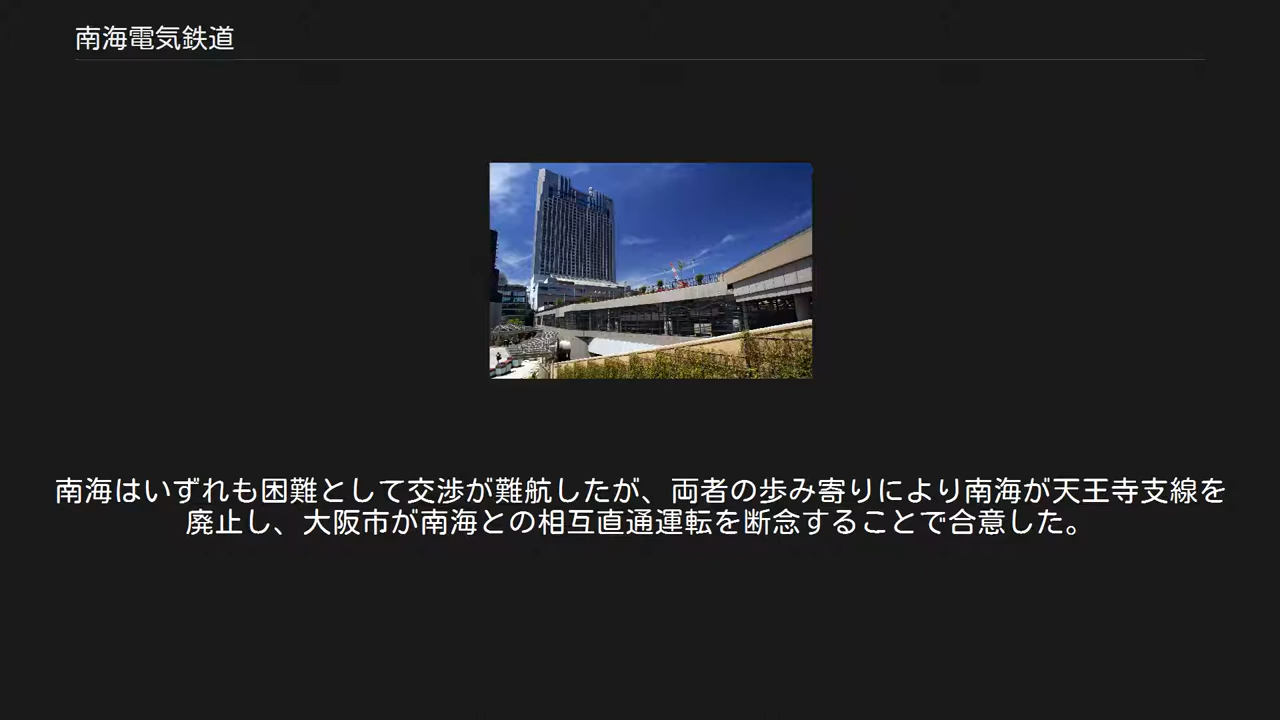 南海電気鉄道
南海はいずれも困難として交渉が難航したが、両者の歩み寄りにより南海が天王寺支線を
廃止し、大阪市が南海との相互直通運転を断念することで合意した。